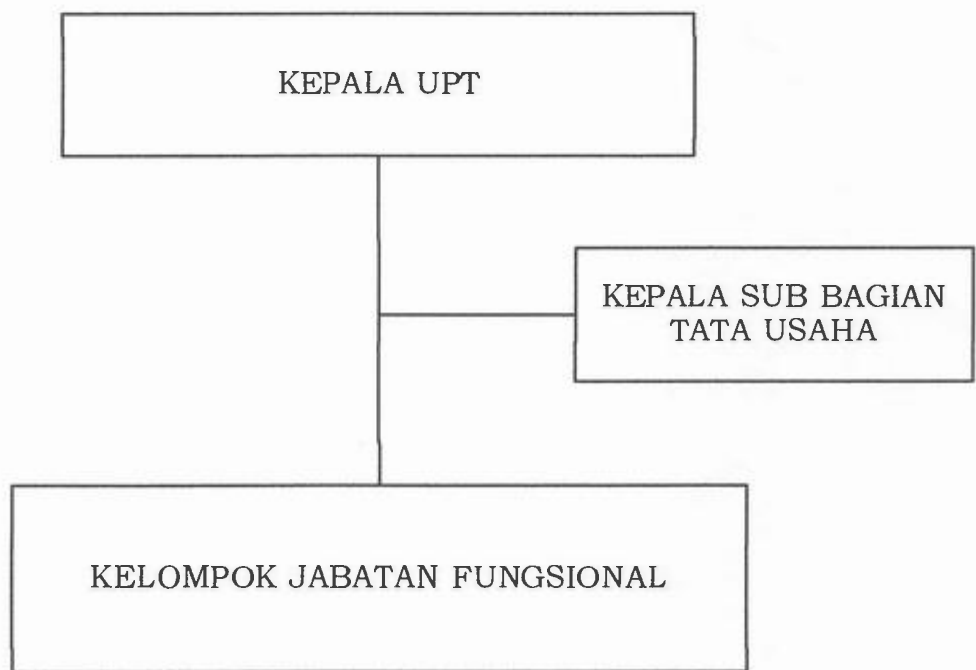 KEPALA UPT
KEPALA SUB BAGIAN
TATA USAHA
KELOMPOK JABATAN FUNGSIONAL